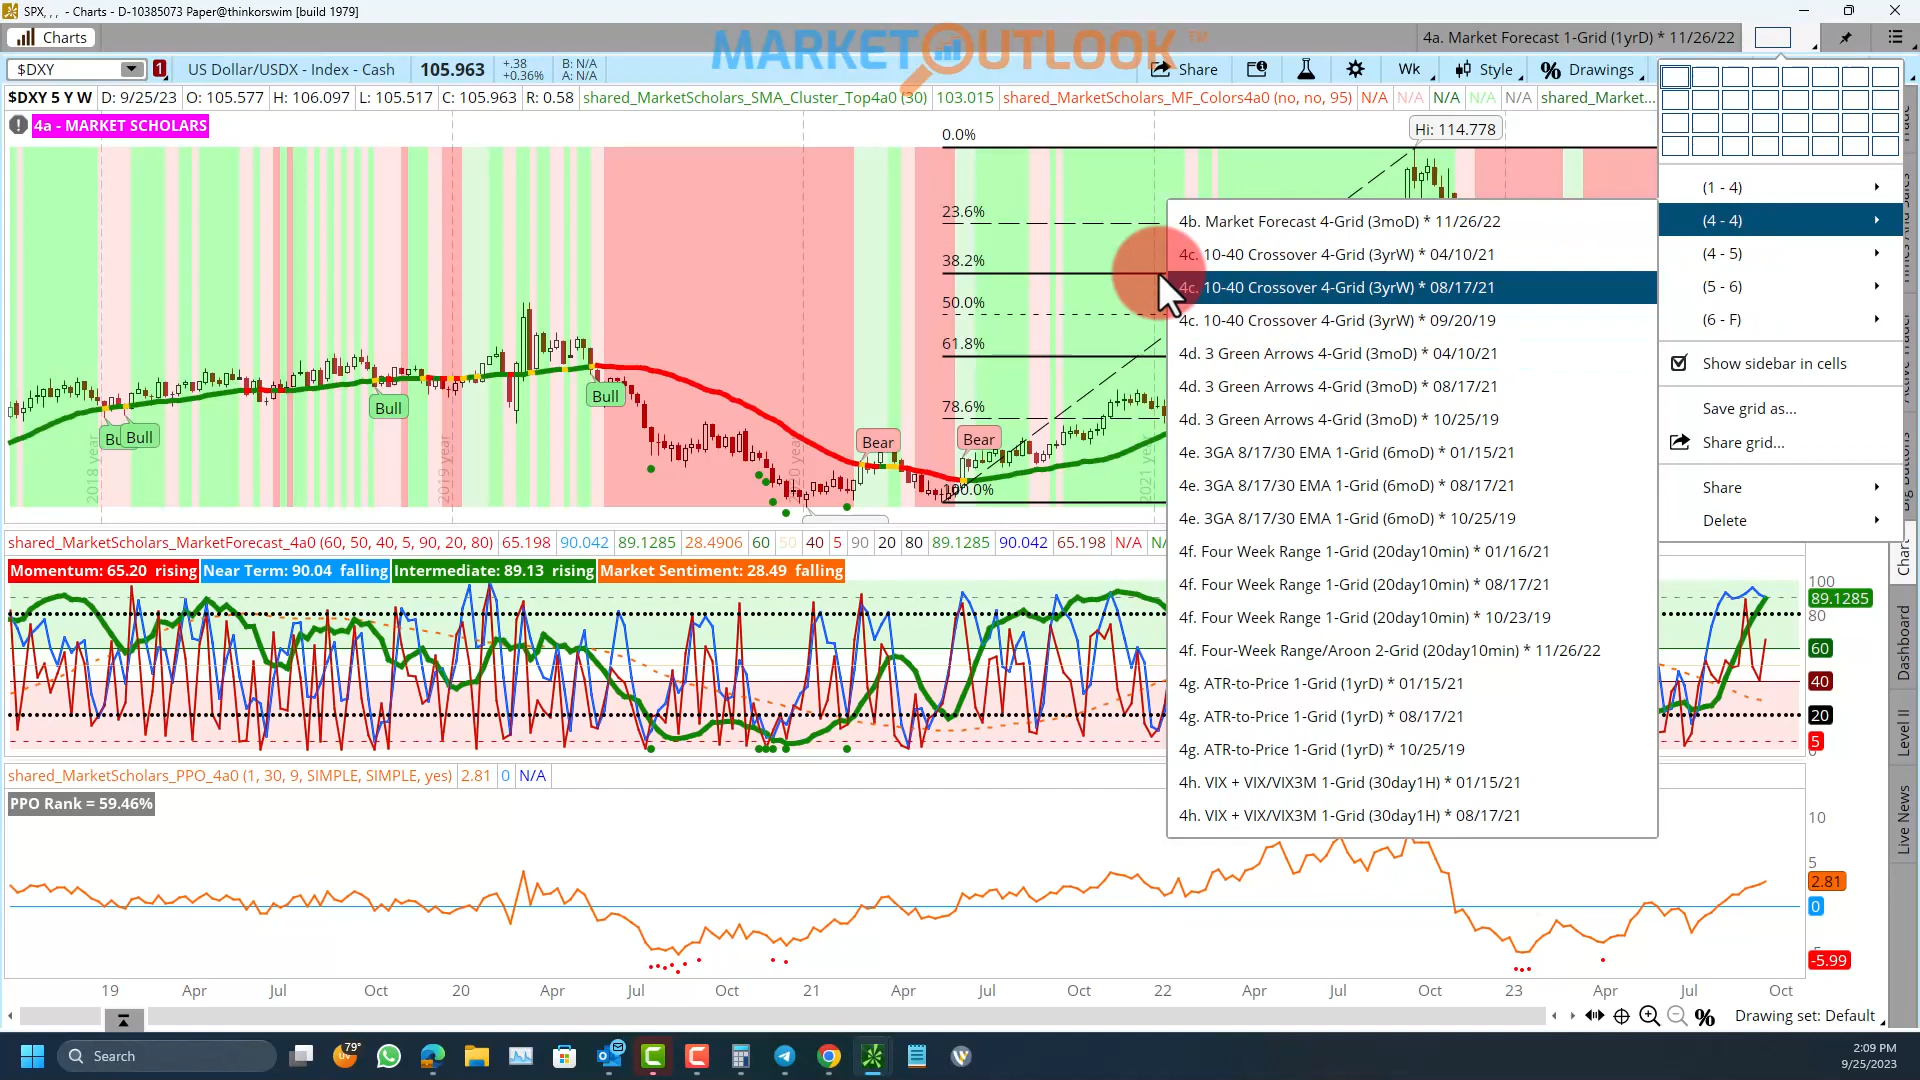 SPX, , , - Charts - D-10385073 Paper@thinkorswim [build 1979]
Charts
MARKET OUTLOOK
TM
4a. Market Forecast 1-Grid (1yrD) * 11/26/22
$DXY
1
US Dollar/USDX - Index - Cash
105.963
+.38
+0.36%
B: N/A
A: N/A
Share
Wk
Style
% Drawings
$DXY 5 Y W D: 9/25/23 O: 105.577 H: 106.097 L: 105.517 C: 105.963 R: 0.58 shared_MarketScholars_SMA_Cluster_Top4a0 (30) 103.015 shared_MarketScholars_MF_Colors4a0 (no, no, 95) N/A N/A N/A N/A N/A shared_Market...
4a - MARKET SCHOLARS
0.0%
Hi: 114.778
23.6%
38.2%
50.0%
61.8%
78.6%
100.0%
Bull
Bull
Bull
Bear
Bear
2018 year
2019 year
2021 year
4b. Market Forecast 4-Grid (3moD) * 11/26/22
4c. 10-40 Crossover 4-Grid (3yrW) * 04/10/21
4c. 10-40 Crossover 4-Grid (3yrW) * 08/17/21
4c. 10-40 Crossover 4-Grid (3yrW) * 09/20/19
4d. 3 Green Arrows 4-Grid (3moD) * 04/10/21
4d. 3 Green Arrows 4-Grid (3moD) * 08/17/21
4d. 3 Green Arrows 4-Grid (3moD) * 10/25/19
4e. 3GA 8/17/30 EMA 1-Grid (6moD) * 01/15/21
4e. 3GA 8/17/30 EMA 1-Grid (6moD) * 08/17/21
4e. 3GA 8/17/30 EMA 1-Grid (6moD) * 10/25/19
4f. Four Week Range 1-Grid (20day10min) * 01/16/21
4f. Four Week Range 1-Grid (20day10min) * 08/17/21
4f. Four Week Range 1-Grid (20day10min) * 10/23/19
4f. Four-Week Range/Aroon 2-Grid (20day10min) * 11/26/22
4g. ATR-to-Price 1-Grid (1yrD) * 01/15/21
4g. ATR-to-Price 1-Grid (1yrD) * 08/17/21
4g. ATR-to-Price 1-Grid (1yrD) * 10/25/19
4h. VIX + VIX/VIX3M 1-Grid (30day1H) * 01/15/21
4h. VIX + VIX/VIX3M 1-Grid (30day1H) * 08/17/21
(1 - 4)
(4 - 4)
(4 - 5)
(5 - 6)
(6 - F)
Show sidebar in cells
Save grid as...
Share grid...
Share
Delete
Chart
Dashboard
Level II
Live News
shared_MarketScholars_MarketForecast_4a0 (60, 50, 40, 5, 90, 20, 80) 65.198 90.042 89.1285 28.4906 60 50 40 5 90 20 80 89.1285 90.042 65.198 N/A
Momentum: 65.20 rising Near Term: 90.04 falling Intermediate: 89.13 rising Market Sentiment: 28.49 falling
100
89.1285
80
60
40
20
5
0
shared_MarketScholars_PPO_4a0 (1, 30, 9, SIMPLE, SIMPLE, yes) 2.81 0 N/A
PPO Rank = 59.46%
10
5
2.81
0
-5.99
19 Apr Jul Oct 20 Apr Jul Oct 21 Apr Jul Oct 22 Apr Jul Oct 23 Apr Jul Oct
% Drawing set: Default
Search
79°
UV
2:09 PM
9/25/2023